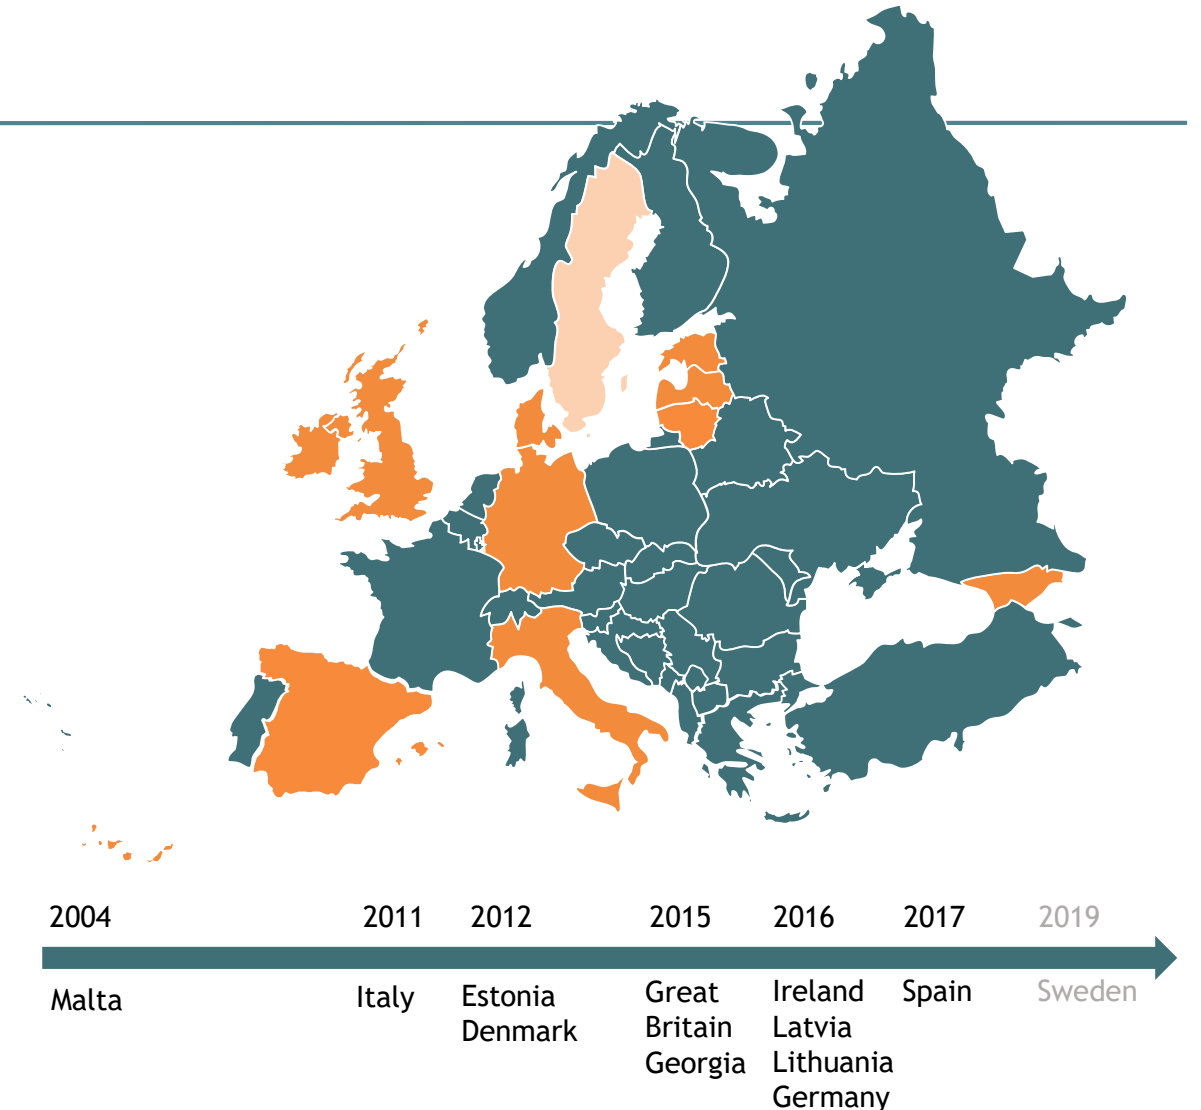 2004
2011
2012
2015
2016
2017
2019
Malta
Italy
Estonia
Denmark
Great
Britain
Georgia
Ireland
Latvia
Lithuania
Germany
Spain
Sweden